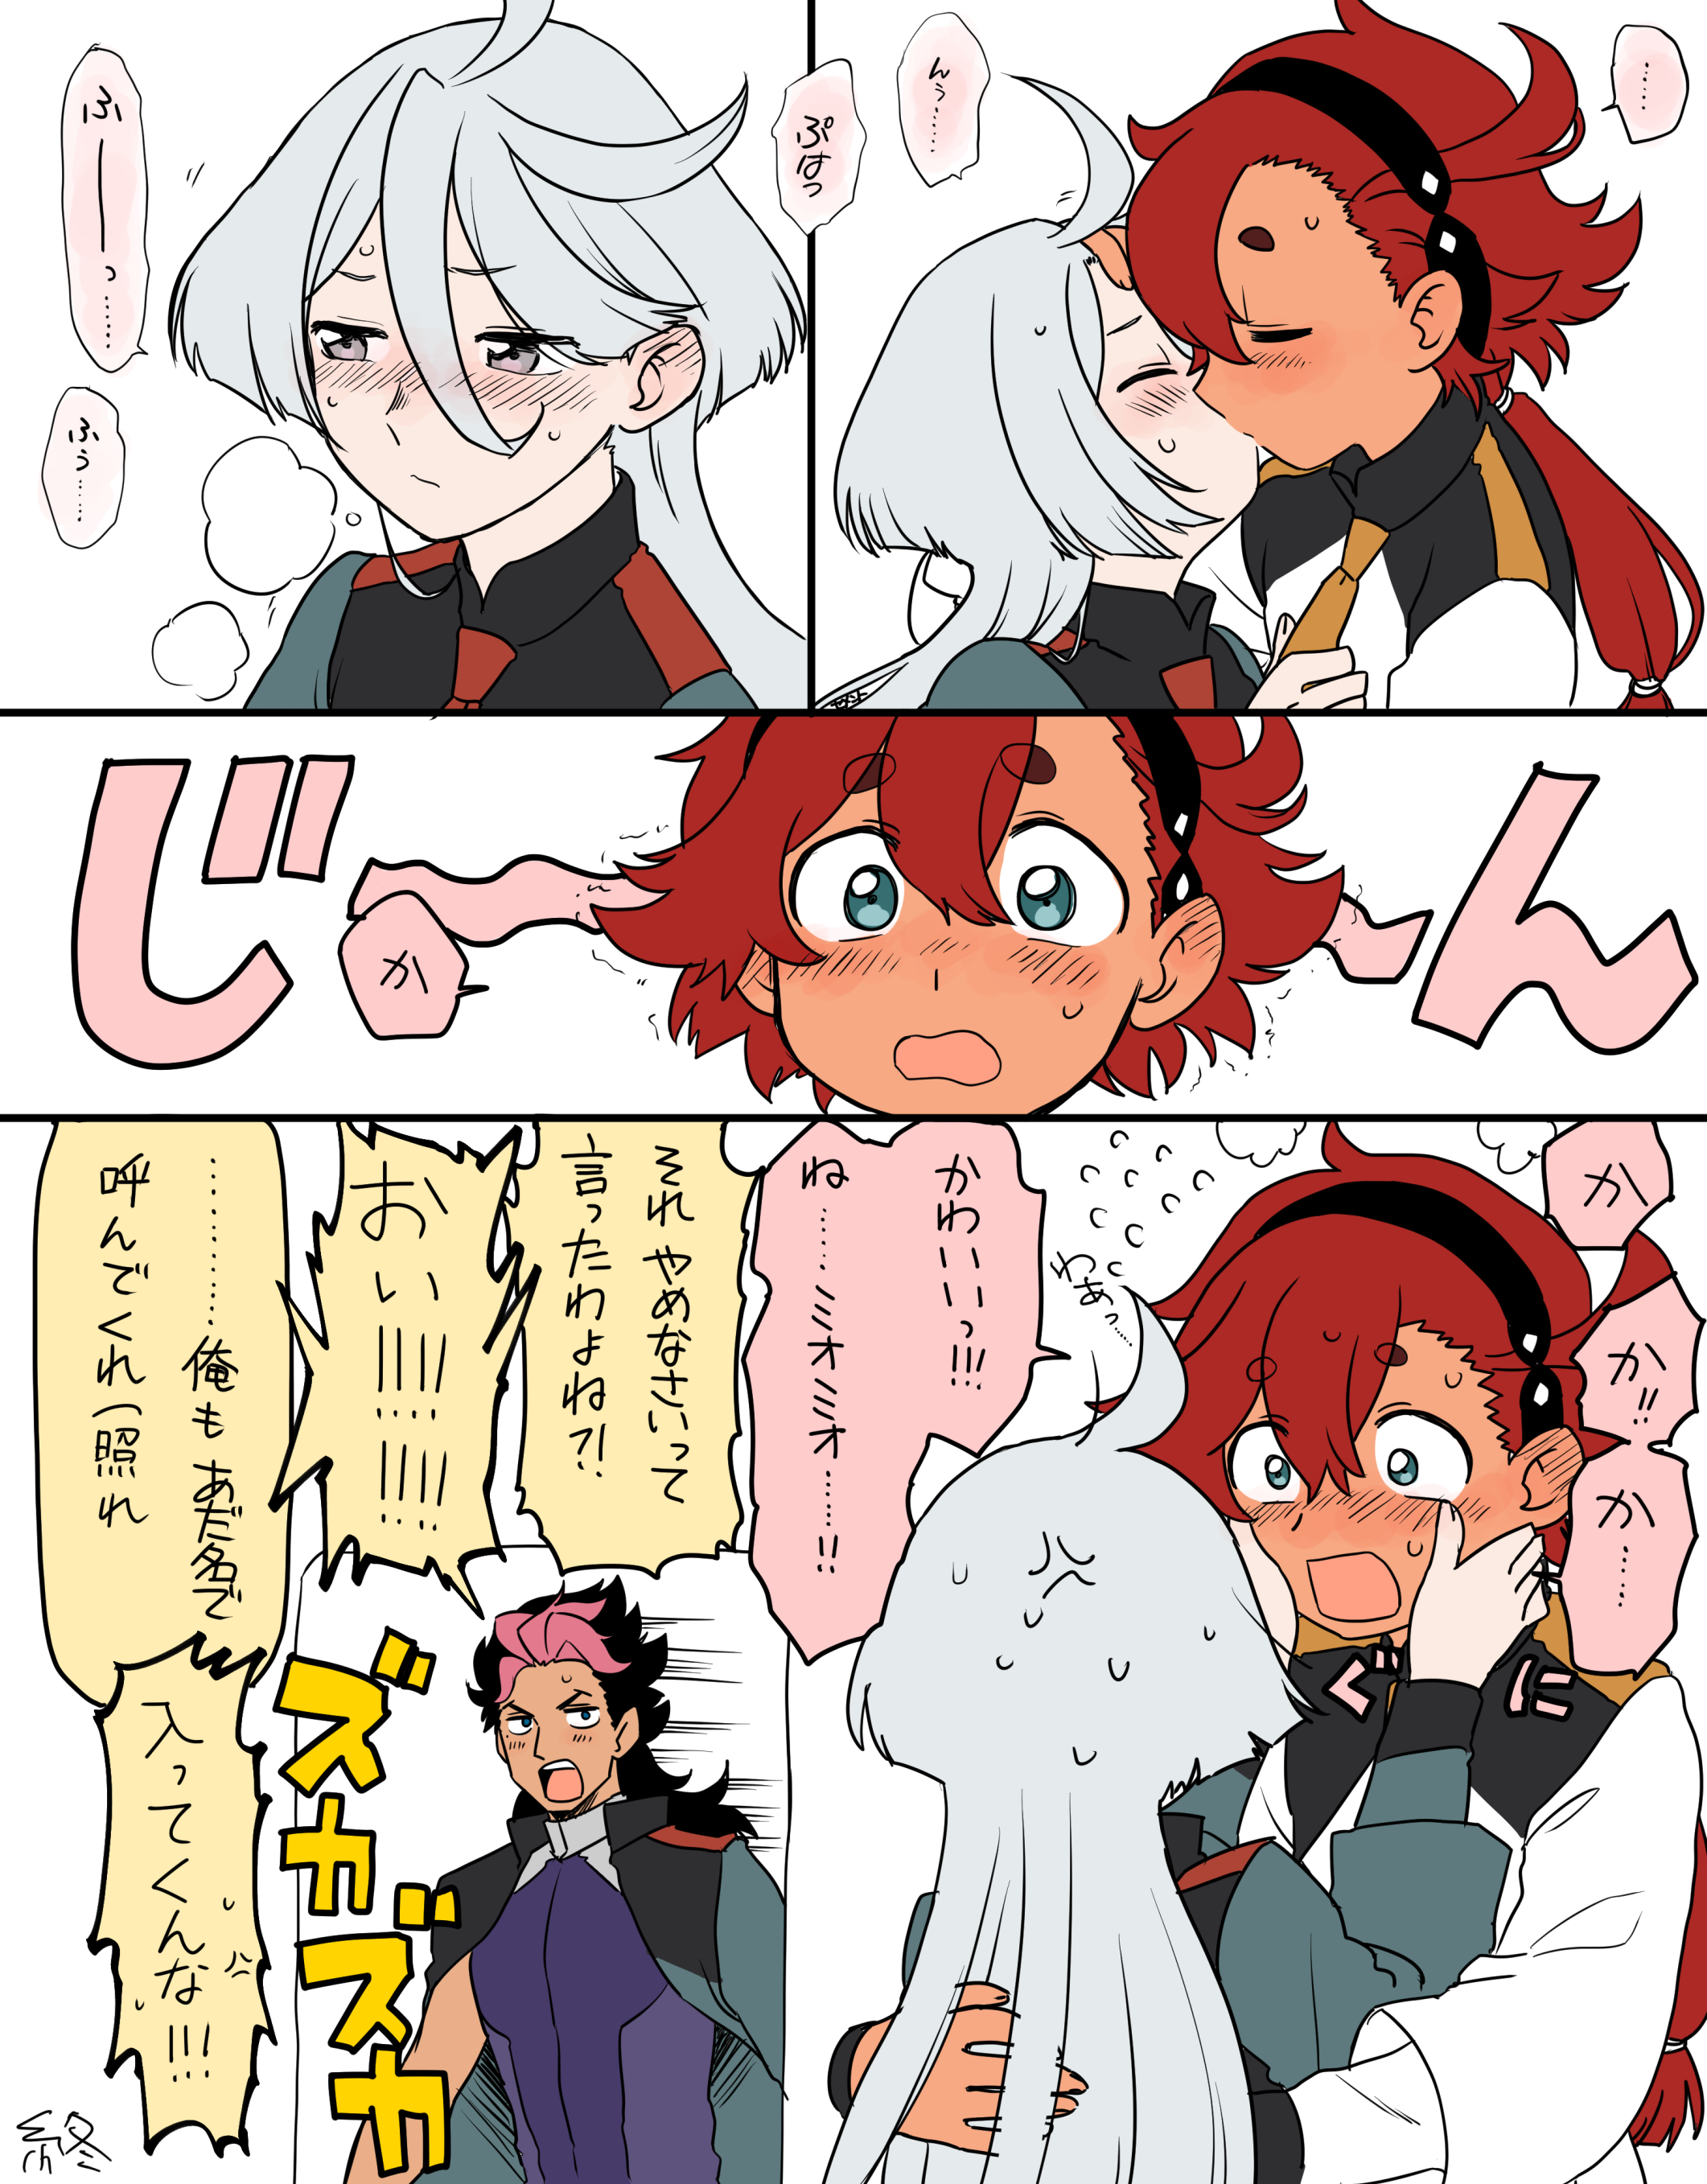 ……
んぅ……
ぷはっ
ふーーっ……
ふぅ……
じ〜〜ん
か
か
か!!
か……
わあっ……
かわいーーっ!!!
ね……ミオミオ……!!
ぐに
それやめなさいって
言ったわよね?!
おい!!!!!!!!
…………俺もあだ名で
呼んでくれ(照れ
入ってくんな!!!
ズカズカ
終